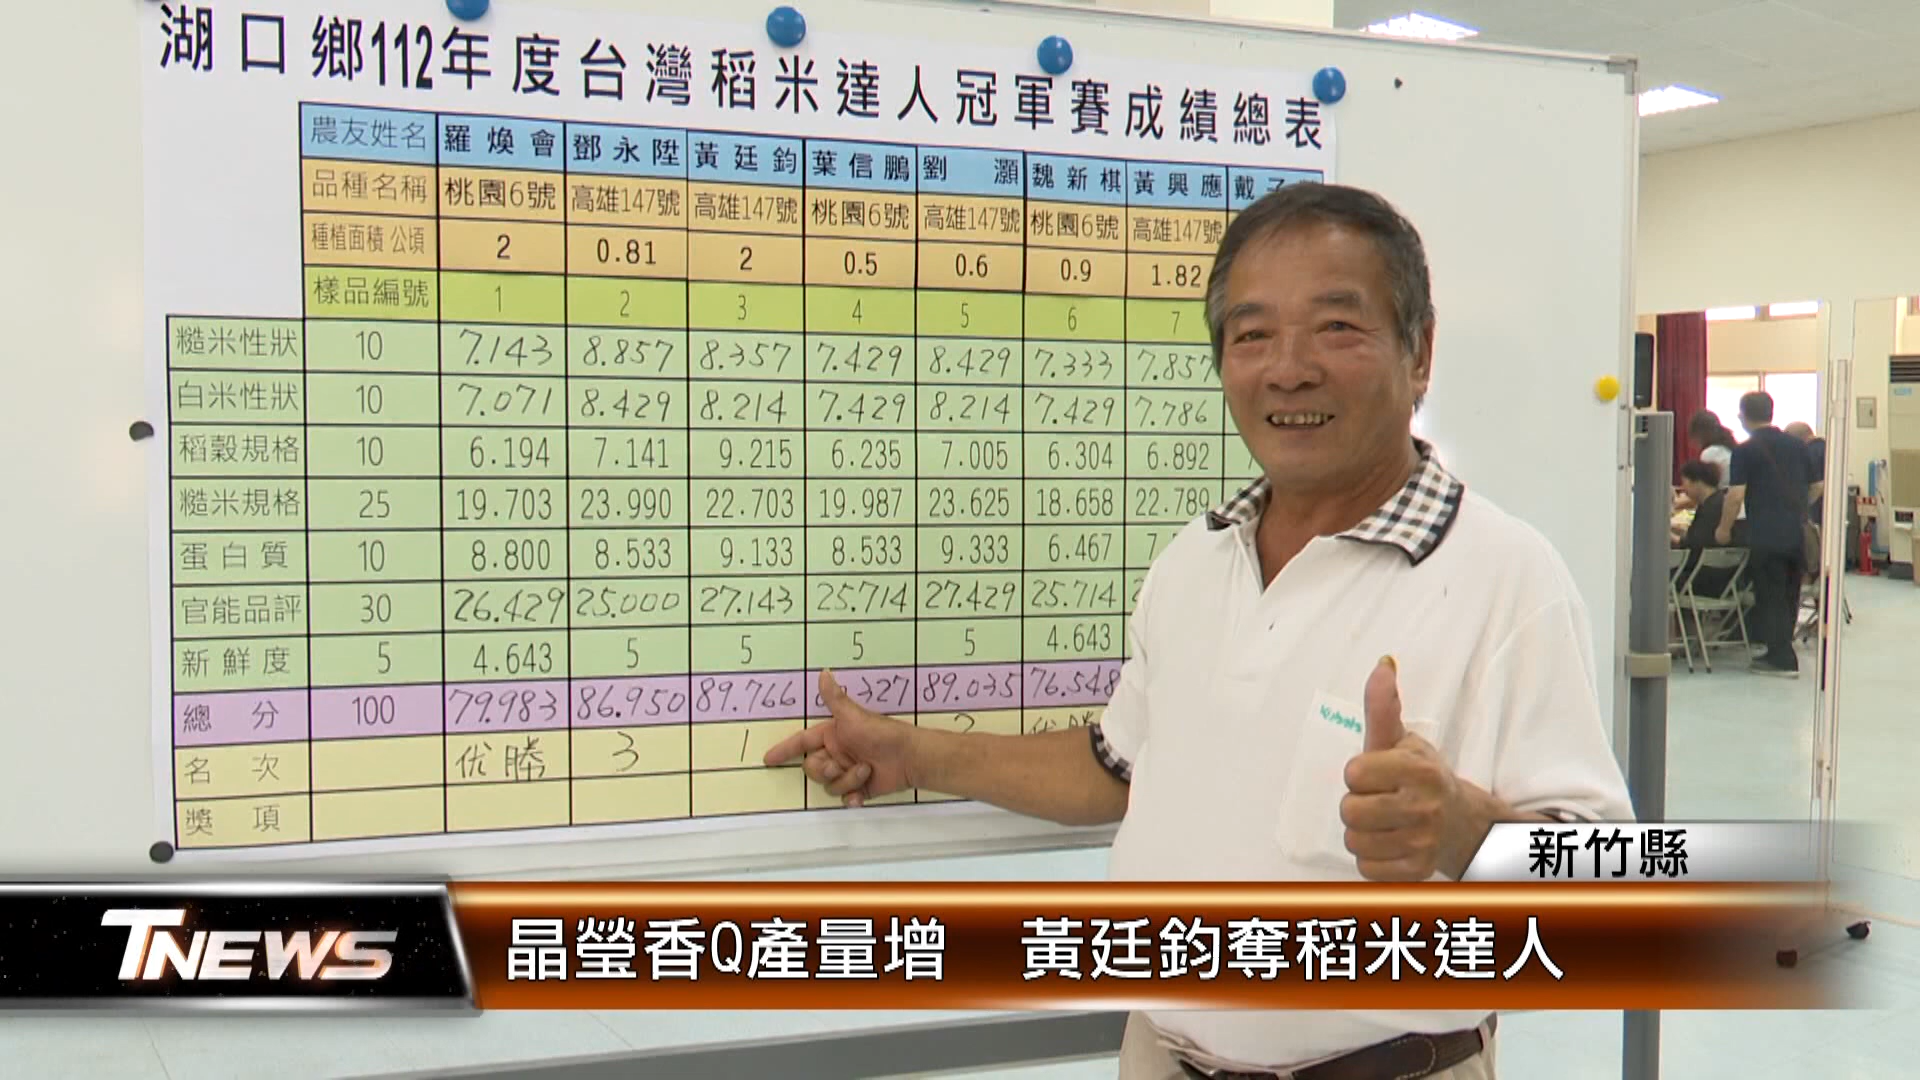 湖口鄉112年度台灣稻米達人冠軍賽成績總表
農友姓名 羅煥會 鄧永陞 黃廷鈞 葉信鵬 劉灝 魏新棋 黃興應 戴子
品種名稱 桃園6號 高雄147號 高雄147號 桃園6號 高雄147號 桃園6號 高雄147號
種植面積 公頃 2 0.81 2 0.5 0.6 0.9 1.82
樣品編號 1 2 3 4 5 6 7
糙米性狀 10 7.143 8.857 8.357 7.429 8.429 7.333 7.857
白米性狀 10 7.071 8.429 8.214 7.429 8.214 7.429 7.786
稻穀規格 10 6.194 7.141 9.215 6.235 7.005 6.304 6.892
糙米規格 25 19.703 23.990 22.703 19.987 23.625 18.658 22.789
蛋白質 10 8.800 8.533 9.133 8.533 9.333 6.467
官能品評 30 26.429 25.000 27.143 25.714 27.429 25.714
新鮮度 5 4.643 5 5 5 5 4.643
總分 100 79.983 86.950 89.766 327 89.035 76.548
名次 优勝 3 1
獎項
Kubota
新竹縣
TNEWS
晶瑩香Q產量增 黃廷鈞奪稻米達人